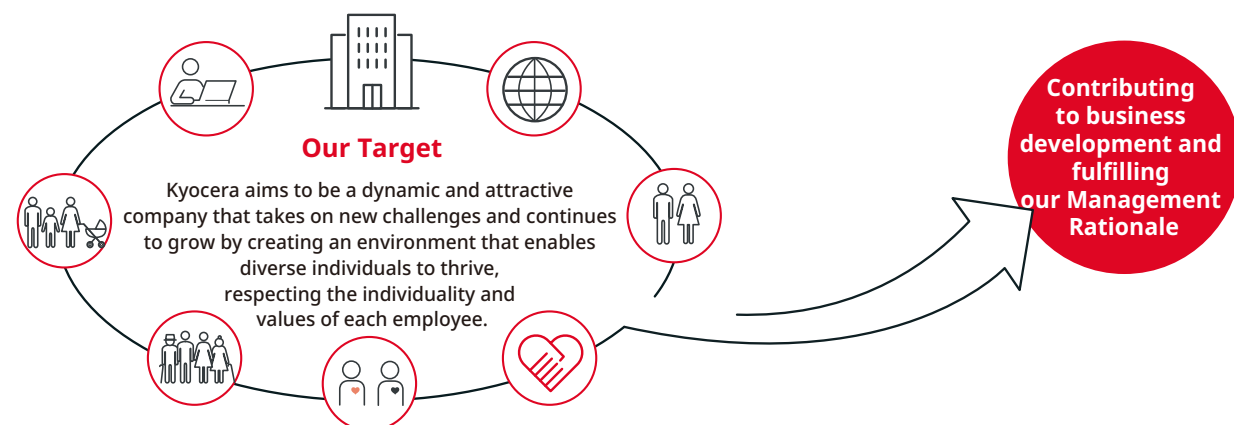 Our Target
Kyocera aims to be a dynamic and attractive
company that takes on new challenges and continues
to grow by creating an environment that enables
diverse individuals to thrive,
respecting the individuality and
values of each employee.
Contributing
to business
development and
fulfilling
our Management
Rationale